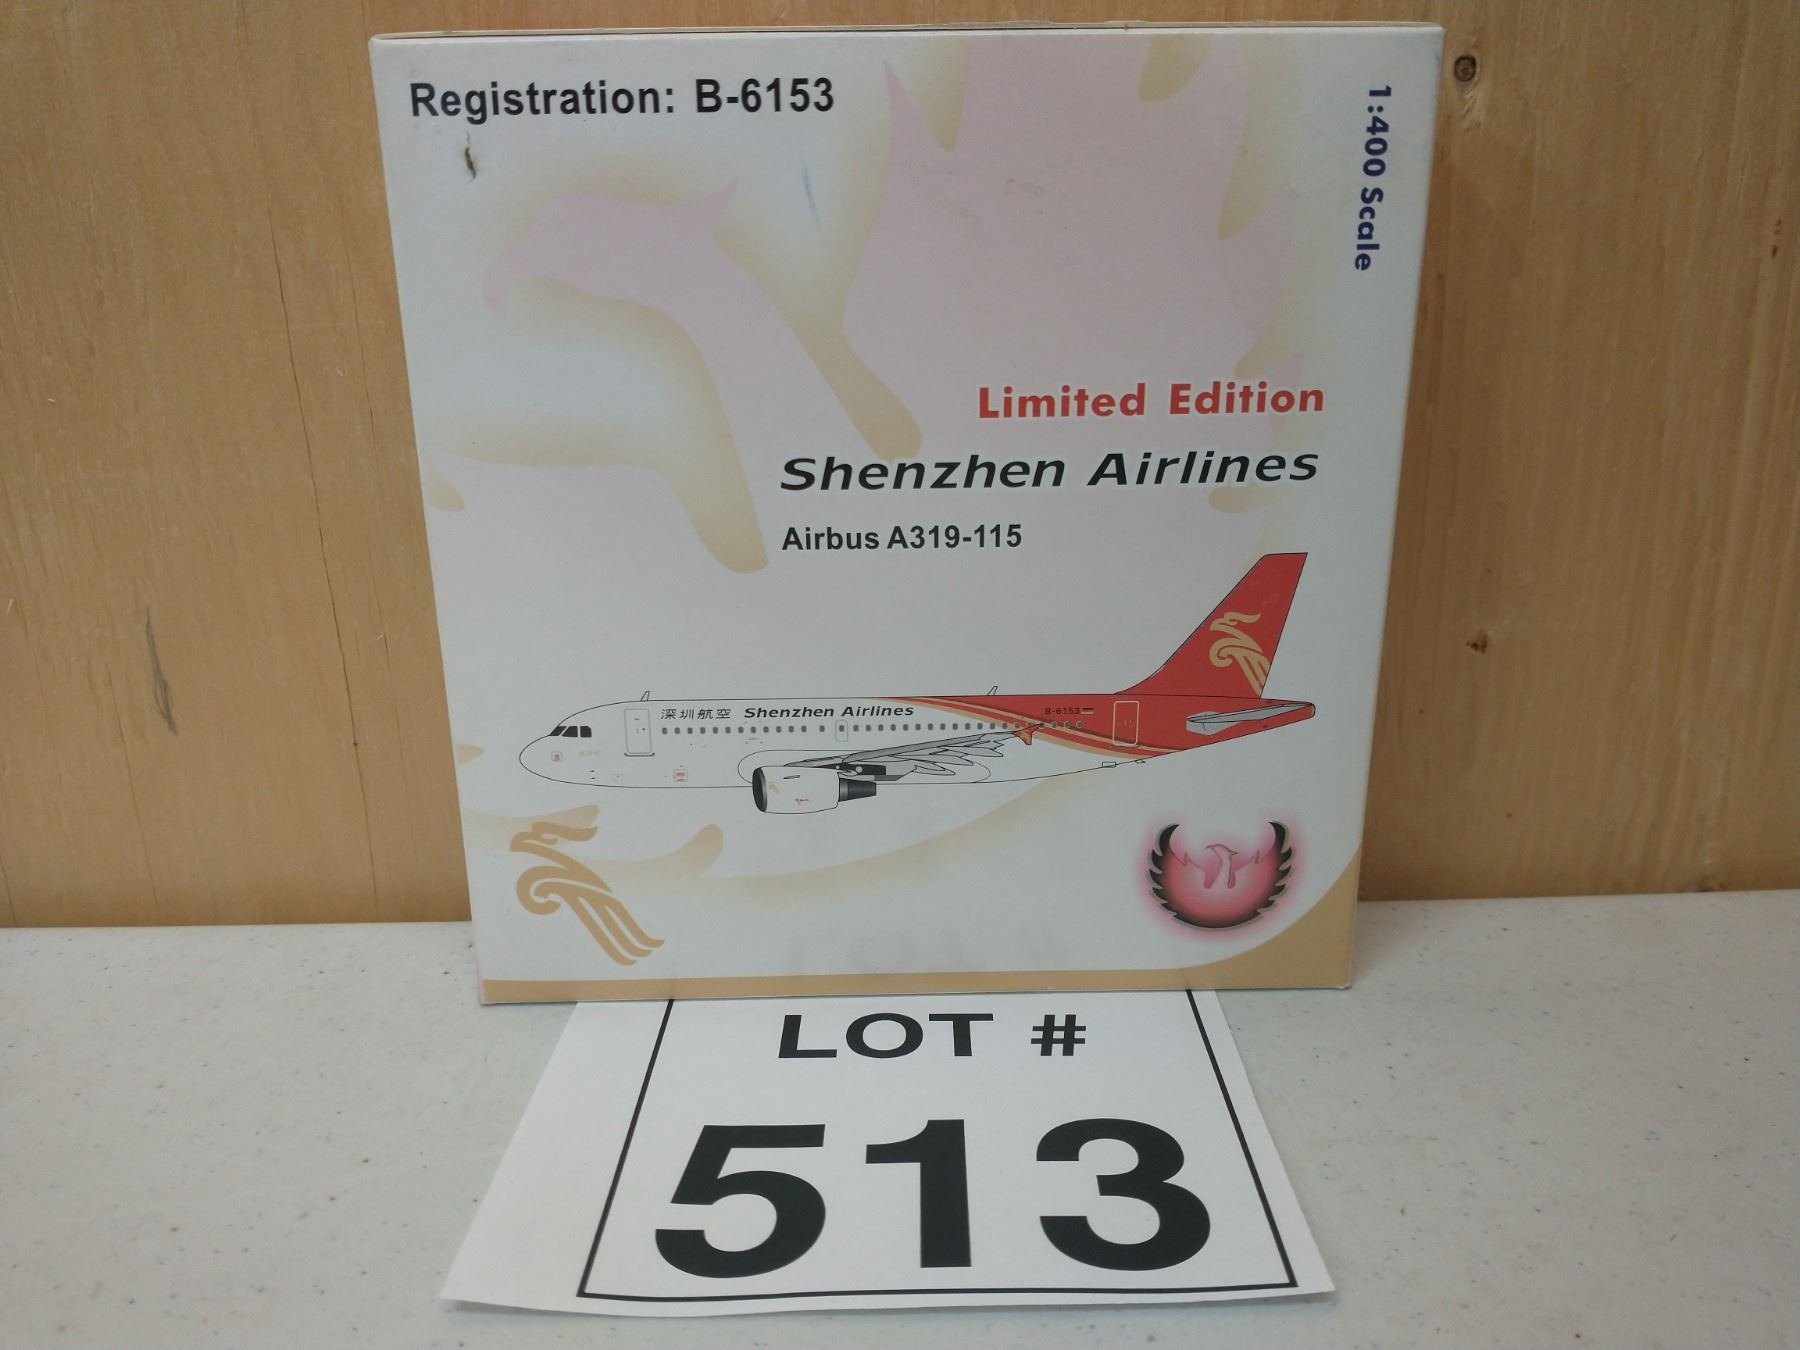 Registration: B-6153
1:400 Scale
Limited Edition
Shenzhen Airlines
Airbus A319-115
深圳航空 Shenzhen Airlines
B-6153
LOT #
513